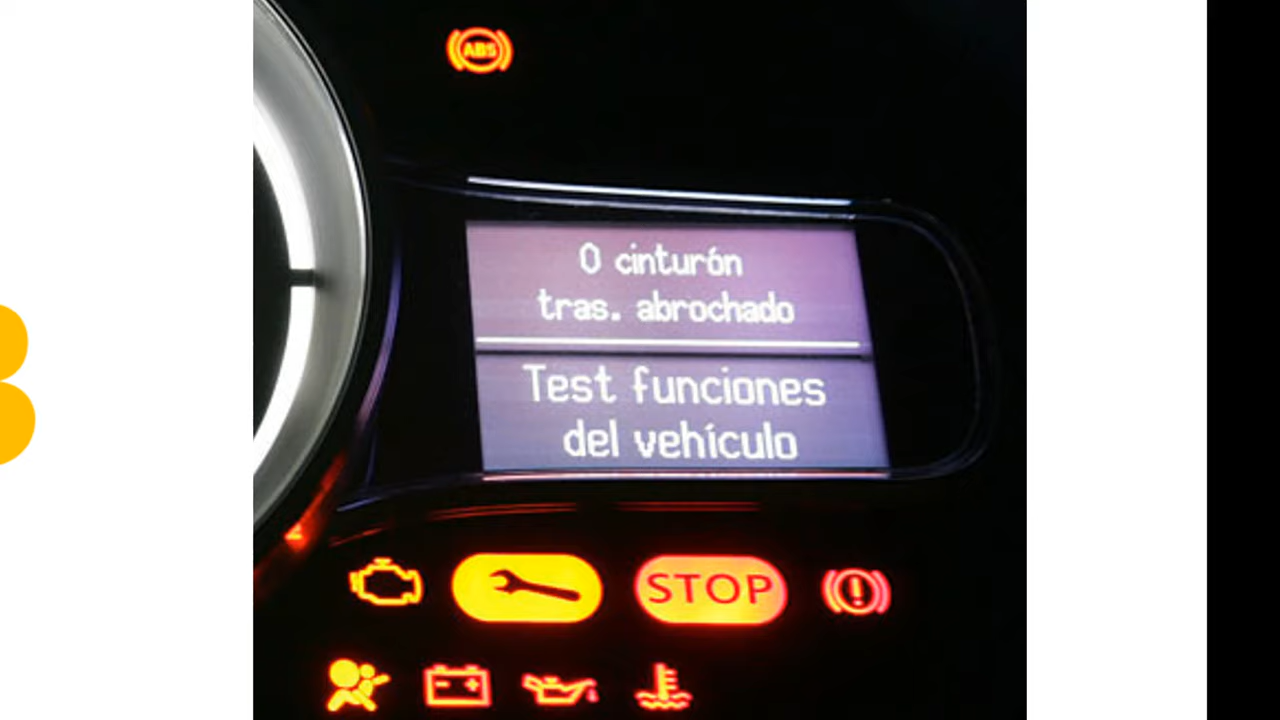 ABS
0 cinturón
tras. abrochado
Test funciones
del vehículo
STOP